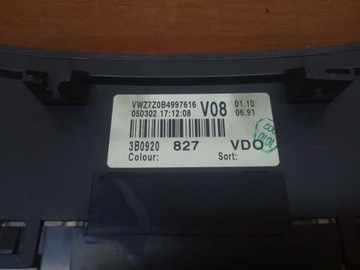 VWZ7Z0B4997616
050302 17:12:08 V08 01.10
06.91
3B0920 827 VDO
Colour: Sort: